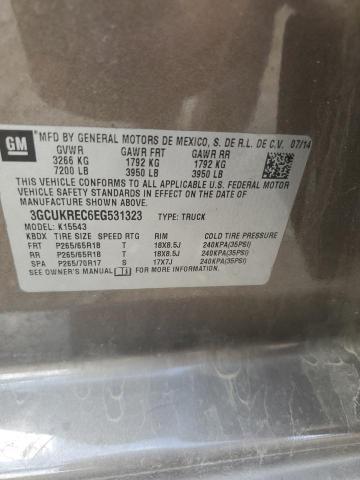 GM
MFD BY GENERAL MOTORS DE MEXICO, S. DE R.L. DE C.V. 07/14
GVWR GAWR FRT GAWR RR
3266 KG 1792 KG 1792 KG
7200 LB 3950 LB 3950 LB
THIS VEHICLE CONFORMS TO ALL APPLICABLE U.S. FEDERAL MOTOR
VEHICLE SAFETY STANDARDS IN EFFECT ON THE DATE OF
MANUFACTURE SHOWN ABOVE.
3GCUKREC6EG531323 TYPE: TRUCK
MODEL: K15543
KBDX TIRE SIZE SPEED RTG RIM COLD TIRE PRESSURE
FRT P265/65R18 T 18X8.5J 240KPA(35PSI)
RR P265/65R18 T 18X8.5J 240KPA(35PSI)
SPA P265/70R17 S 17X7J 240KPA(35PSI)
SEE OWNER'S MANUAL FOR MORE INFORMATION